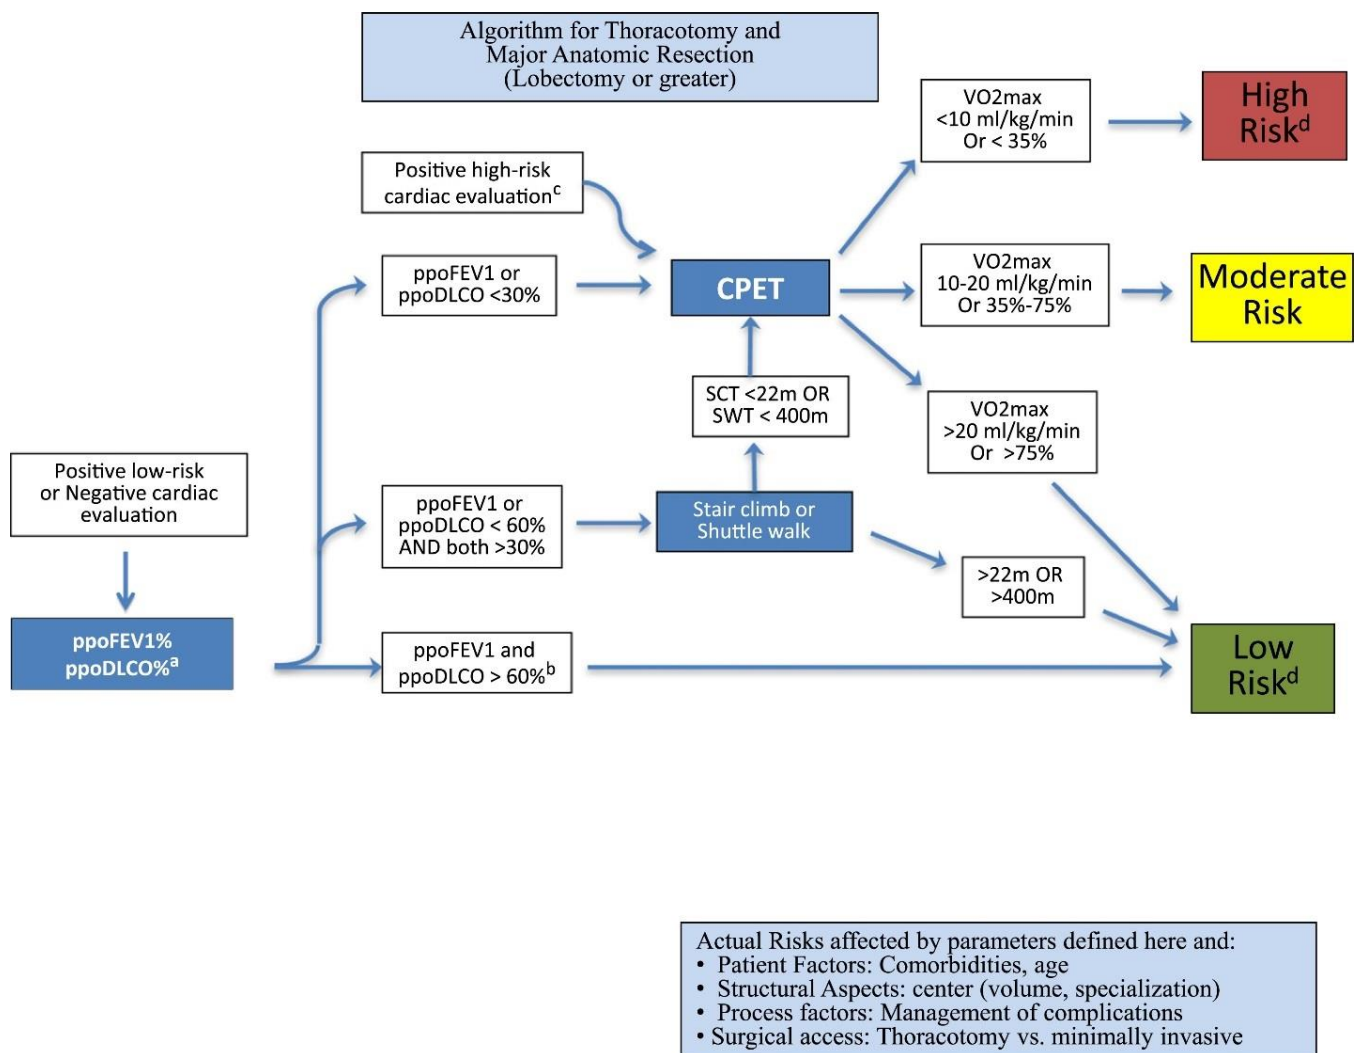 Algorithm for Thoracotomy and
Major Anatomic Resection
(Lobectomy or greater)
VO2max
<10 ml/kg/min
Or < 35%
High
Riskd
Positive high-risk
cardiac evaluationc
ppoFEV1 or
ppoDLCO <30%
CPET
VO2max
10-20 ml/kg/min
Or 35%-75%
Moderate
Risk
SCT <22m OR
SWT < 400m
VO2max
>20 ml/kg/min
Or >75%
Positive low-risk
or Negative cardiac
evaluation
ppoFEV1 or
ppoDLCO < 60%
AND both >30%
Stair climb or
Shuttle walk
>22m OR
>400m
ppoFEV1%
ppoDLCO%a
ppoFEV1 and
ppoDLCO > 60%b
Low
Riskd
Actual Risks affected by parameters defined here and:
• Patient Factors: Comorbidities, age
• Structural Aspects: center (volume, specialization)
• Process factors: Management of complications
• Surgical access: Thoracotomy vs. minimally invasive